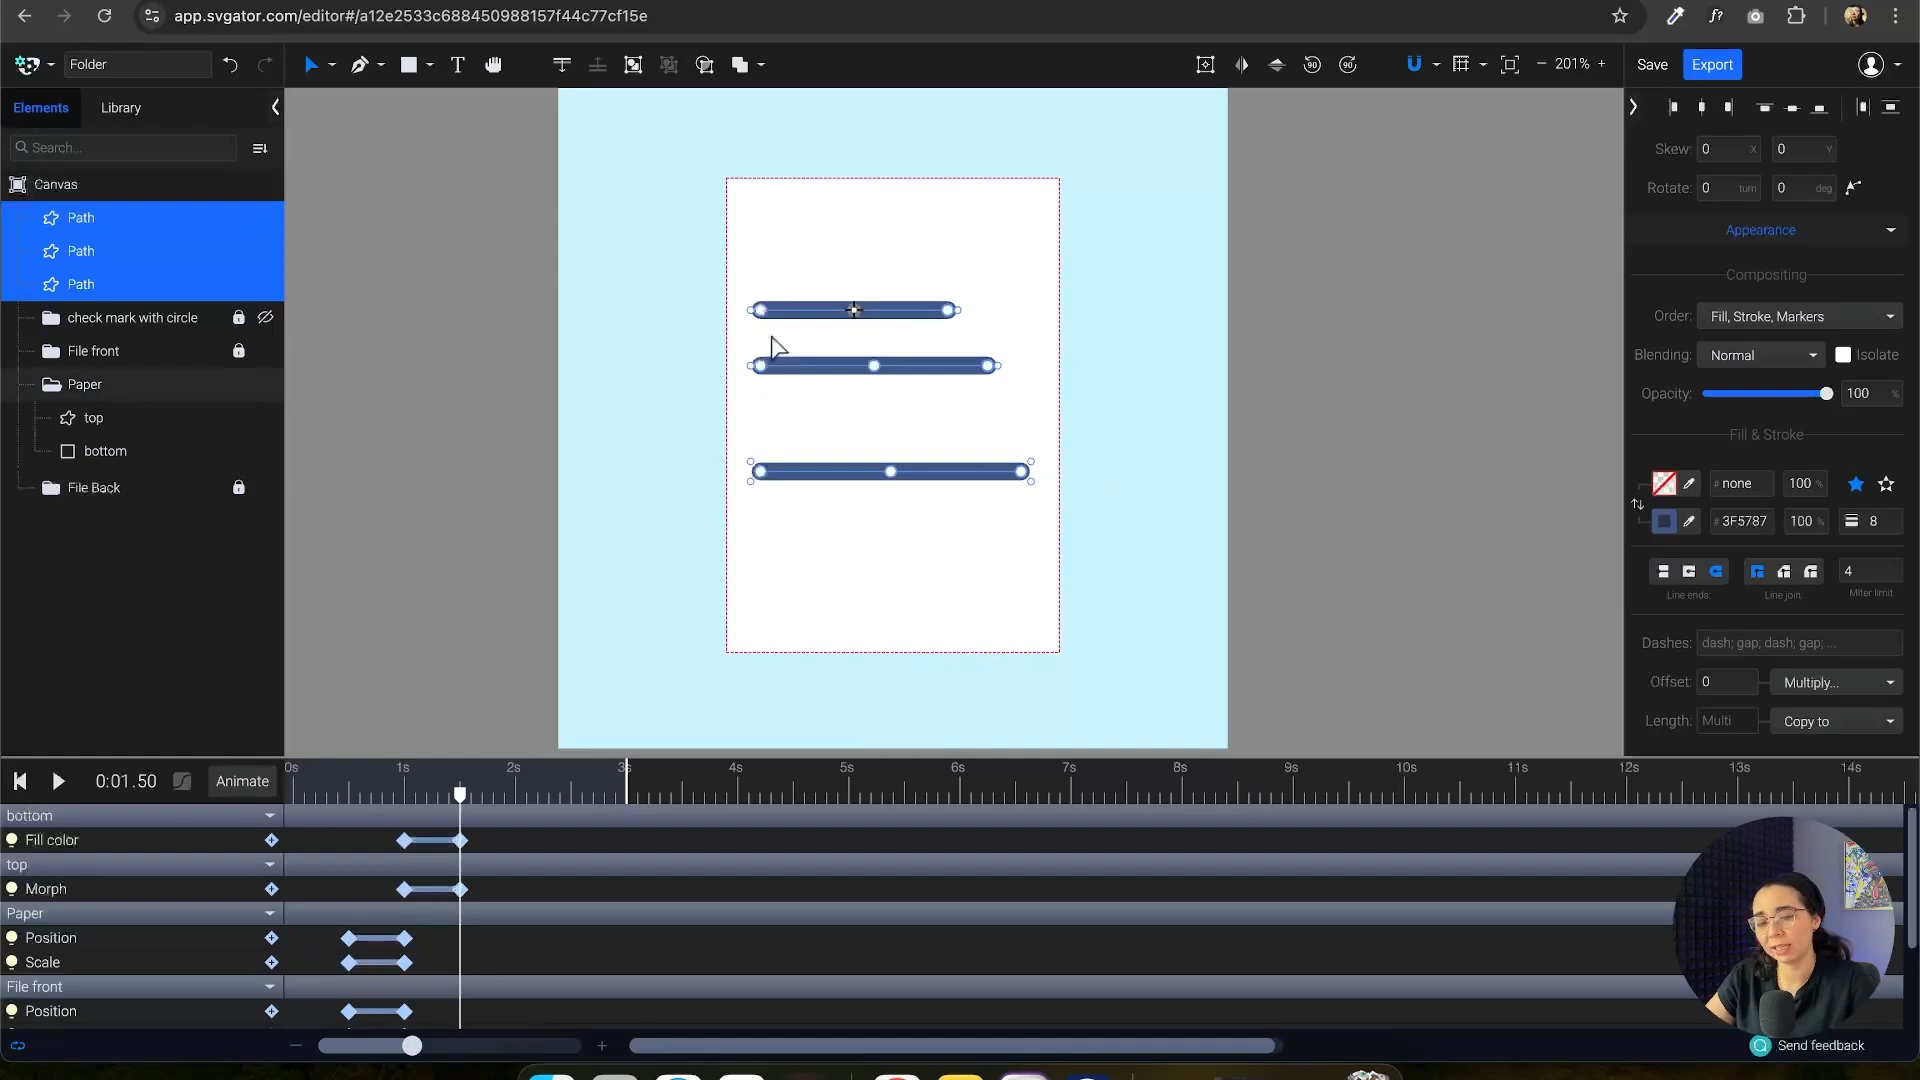 app.svgator.com/editor#/a12e2533c688450988157f44c77cf15e
Folder
201%
Save
Export
Elements
Library
Search...
Canvas
Path
Path
Path
check mark with circle
File front
Paper
top
bottom
File Back
Skew: 0 X 0 Y
Rotate: 0 turn 0 deg
Appearance
Compositing
Order: Fill, Stroke, Markers
Blending: Normal Isolate
Opacity: 100 %
Fill & Stroke
# none 100 %
# 3F5787 100 % 8
4
Line ends: Line join: Miter limit
Dashes: dash; gap; dash; gap; ...
Offset: 0 Multiply...
Length: Multi Copy to
0:01.50
Animate
0s 1s 2s 3s 4s 5s 6s 7s 8s 9s 10s 11s 12s 13s 14s
bottom
Fill color
top
Morph
Paper
Position
Scale
File front
Position
Send feedback